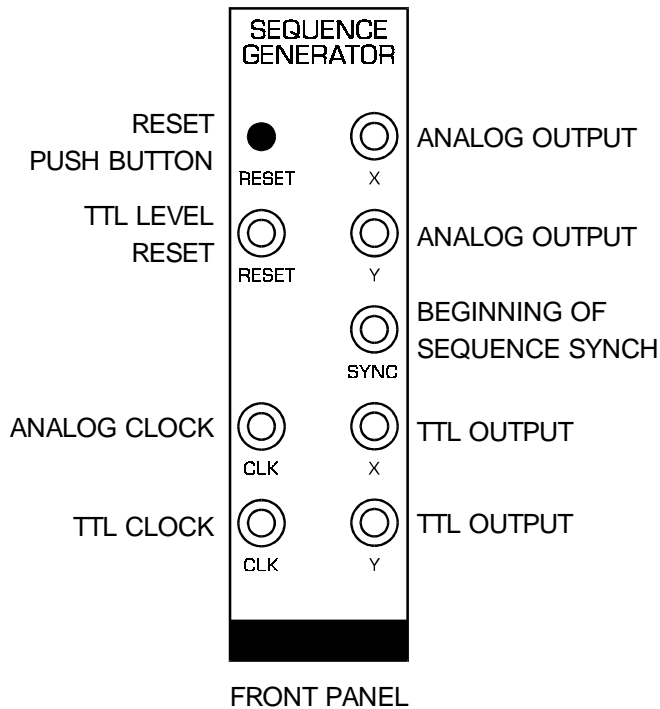 SEQUENCE
GENERATOR
RESET
PUSH BUTTON
RESET
X
ANALOG OUTPUT
TTL LEVEL
RESET
RESET
Y
ANALOG OUTPUT
SYNC
BEGINNING OF
SEQUENCE SYNCH
ANALOG CLOCK
CLK
X
TTL OUTPUT
TTL CLOCK
CLK
Y
TTL OUTPUT
FRONT PANEL